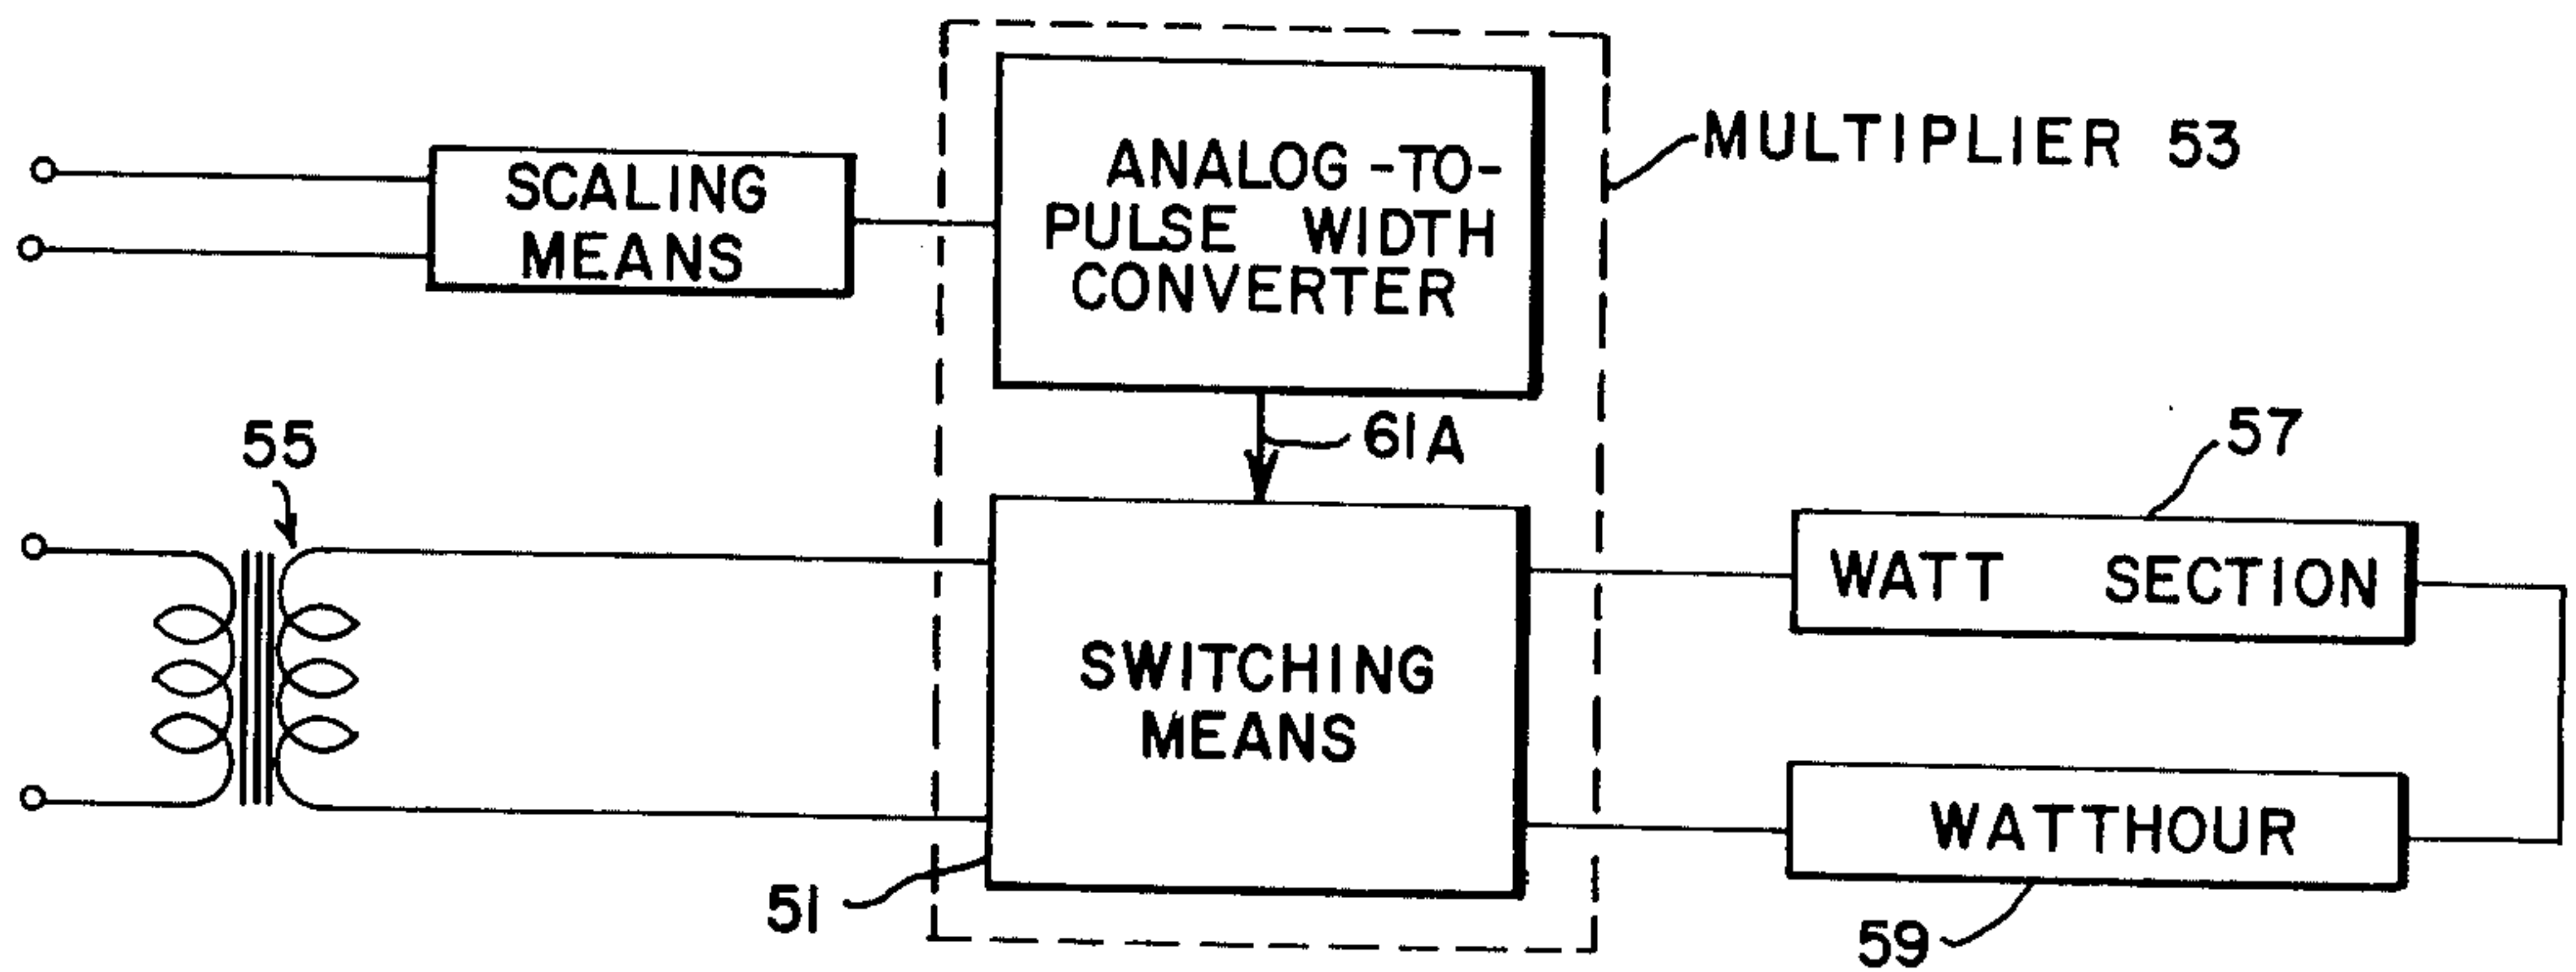 SCALING
MEANS
ANALOG -TO-
PULSE WIDTH
CONVERTER
MULTIPLIER 53
61A
55
57
SWITCHING
MEANS
WATT SECTION
WATTHOUR
51
59